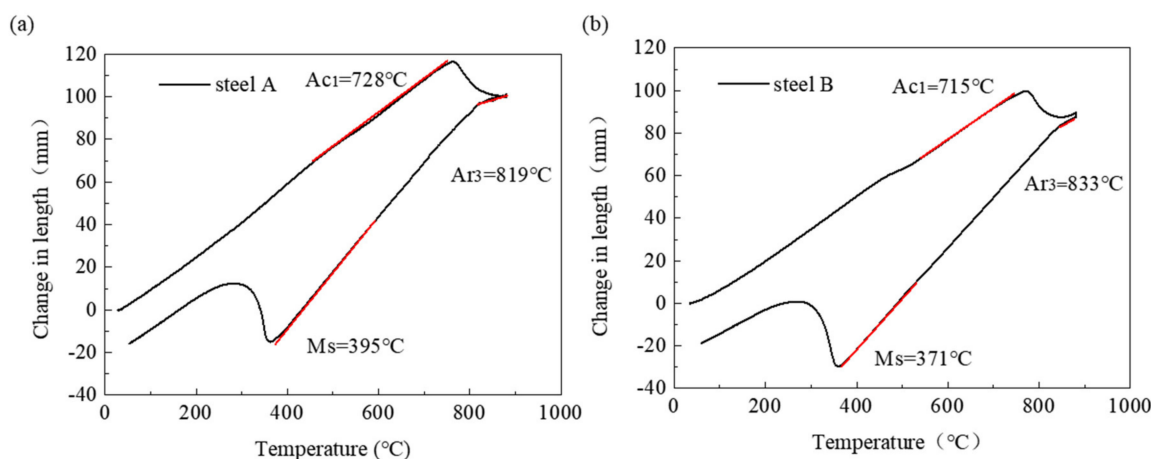 (a)
steel A
Ac1=728℃
Ar3=819℃
Ms=395℃
Change in length（mm）
120
100
80
60
40
20
0
-20
-40
0
200
400
600
800
1000
Temperature (℃)
(b)
steel B
Ac1=715℃
Ar3=833℃
Ms=371℃
Change in length（mm）
120
100
80
60
40
20
0
-20
-40
0
200
400
600
800
1000
Temperature（℃）